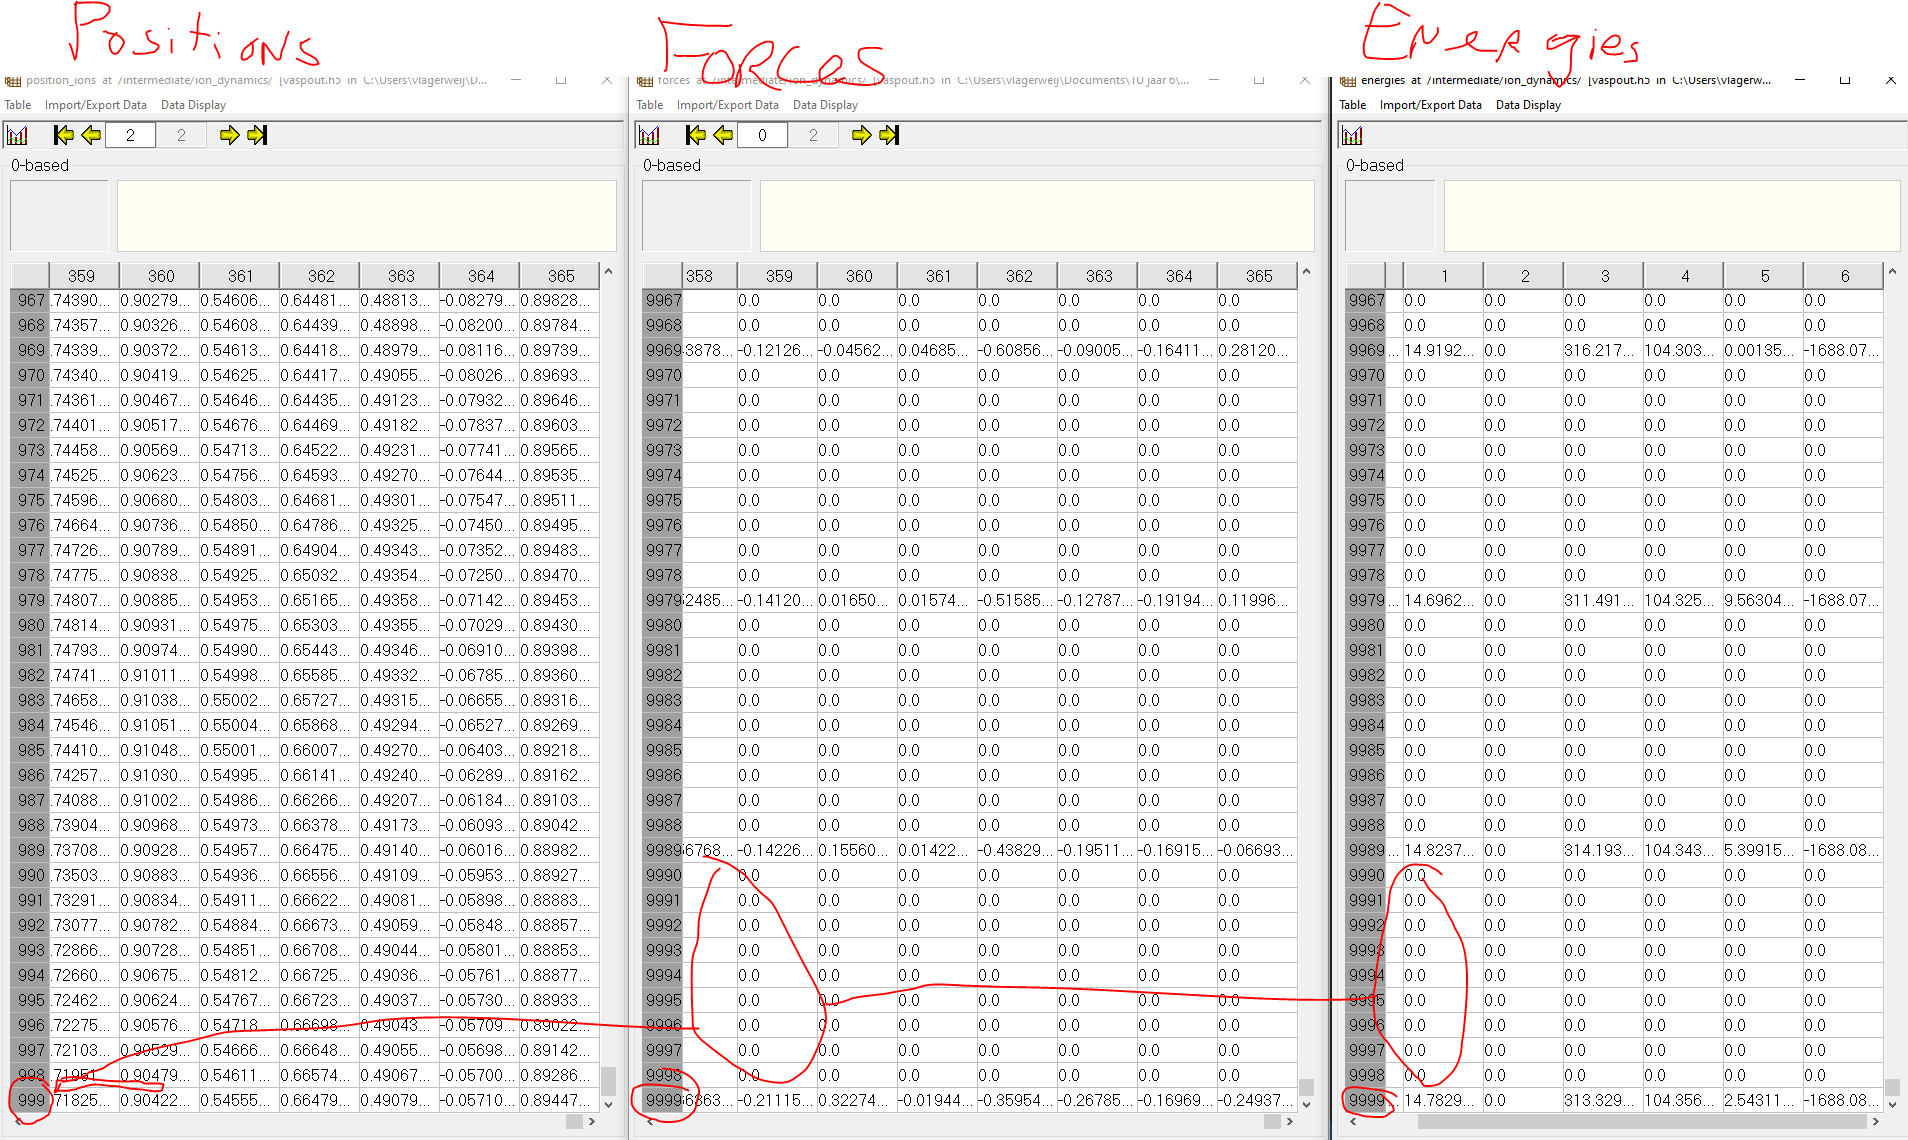 Positions
position_ions at /intermediate/ion_dynamics/ [vaspout.h5 in C:\Users\vlagerweij\D...
Table Import/Export Data Data Display
2 2
0-based
359 360 361 362 363 364 365
967 .74390... 0.90279... 0.54606... 0.64481... 0.48813... -0.08279... 0.89828...
968 .74357... 0.90326... 0.54608... 0.64439... 0.48898... -0.08200... 0.89784...
969 .74339... 0.90372... 0.54613... 0.64418... 0.48979... -0.08116... 0.89739...
970 .74340... 0.90419... 0.54625... 0.64417... 0.49055... -0.08026... 0.89693...
971 .74361... 0.90467... 0.54646... 0.64435... 0.49123... -0.07932... 0.89646...
972 .74401... 0.90517... 0.54676... 0.64469... 0.49182... -0.07837... 0.89603...
973 .74458... 0.90569... 0.54713... 0.64522... 0.49231... -0.07741... 0.89565...
974 .74525... 0.90623... 0.54756... 0.64593... 0.49270... -0.07644... 0.89535...
975 .74596... 0.90680... 0.54803... 0.64681... 0.49301... -0.07547... 0.89511...
976 .74664... 0.90736... 0.54850... 0.64786... 0.49325... -0.07450... 0.89495...
977 .74726... 0.90789... 0.54891... 0.64904... 0.49343... -0.07352... 0.89483...
978 .74775... 0.90838... 0.54925... 0.65032... 0.49354... -0.07250... 0.89470...
979 .74807... 0.90885... 0.54953... 0.65165... 0.49358... -0.07142... 0.89453...
980 .74814... 0.90931... 0.54975... 0.65303... 0.49355... -0.07029... 0.89430...
981 .74793... 0.90974... 0.54990... 0.65443... 0.49346... -0.06910... 0.89398...
982 .74741... 0.91011... 0.54998... 0.65585... 0.49332... -0.06785... 0.89360...
983 .74658... 0.91038... 0.55002... 0.65727... 0.49315... -0.06655... 0.89316...
984 .74546... 0.91051... 0.55004... 0.65868... 0.49294... -0.06527... 0.89269...
985 .74410... 0.91048... 0.55001... 0.66007... 0.49270... -0.06403... 0.89218...
986 .74257... 0.91030... 0.54995... 0.66141... 0.49240... -0.06289... 0.89162...
987 .74088... 0.91002... 0.54986... 0.66266... 0.49207... -0.06184... 0.89103...
988 .73904... 0.90968... 0.54973... 0.66378... 0.49173... -0.06093... 0.89042...
989 .73708... 0.90928... 0.54957... 0.66475... 0.49140... -0.06016... 0.88982...
990 .73503... 0.90883... 0.54936... 0.66556... 0.49109... -0.05953... 0.88927...
991 .73291... 0.90834... 0.54911... 0.66622... 0.49081... -0.05898... 0.88883...
992 .73077... 0.90782... 0.54884... 0.66673... 0.49059... -0.05848... 0.88857...
993 .72866... 0.90728... 0.54851... 0.66708... 0.49044... -0.05801... 0.88853...
994 .72660... 0.90675... 0.54812... 0.66725... 0.49036... -0.05761... 0.88877...
995 .72462... 0.90624... 0.54767... 0.66723... 0.49037... -0.05730... 0.88933...
996 .72275... 0.90576... 0.54718... 0.66698... 0.49043... -0.05709... 0.89022...
997 .72103... 0.90529... 0.54666... 0.66648... 0.49055... -0.05698... 0.89142...
998 .71951... 0.90479... 0.54611... 0.66574... 0.49067... -0.05700... 0.89286...
999 .71825... 0.90422... 0.54555... 0.66479... 0.49079... -0.05710... 0.89447...
FORCES
forces at /intermediate/ion_dynamics/ [vaspout.h5 in C:\Users\vlagerweij\Documents\TU jaar 6\...
Table Import/Export Data Data Display
0 2
0-based
358 359 360 361 362 363 364 365
9967 0.0 0.0 0.0 0.0 0.0 0.0 0.0
9968 0.0 0.0 0.0 0.0 0.0 0.0 0.0
9969 3878... -0.12126... -0.04562... 0.04685... -0.60856... -0.09005... -0.16411... 0.28120...
9970 0.0 0.0 0.0 0.0 0.0 0.0 0.0
9971 0.0 0.0 0.0 0.0 0.0 0.0 0.0
9972 0.0 0.0 0.0 0.0 0.0 0.0 0.0
9973 0.0 0.0 0.0 0.0 0.0 0.0 0.0
9974 0.0 0.0 0.0 0.0 0.0 0.0 0.0
9975 0.0 0.0 0.0 0.0 0.0 0.0 0.0
9976 0.0 0.0 0.0 0.0 0.0 0.0 0.0
9977 0.0 0.0 0.0 0.0 0.0 0.0 0.0
9978 0.0 0.0 0.0 0.0 0.0 0.0 0.0
9979 2485... -0.14120... 0.01650... 0.01574... -0.51585... -0.12787... -0.19194... 0.11996...
9980 0.0 0.0 0.0 0.0 0.0 0.0 0.0
9981 0.0 0.0 0.0 0.0 0.0 0.0 0.0
9982 0.0 0.0 0.0 0.0 0.0 0.0 0.0
9983 0.0 0.0 0.0 0.0 0.0 0.0 0.0
9984 0.0 0.0 0.0 0.0 0.0 0.0 0.0
9985 0.0 0.0 0.0 0.0 0.0 0.0 0.0
9986 0.0 0.0 0.0 0.0 0.0 0.0 0.0
9987 0.0 0.0 0.0 0.0 0.0 0.0 0.0
9988 0.0 0.0 0.0 0.0 0.0 0.0 0.0
9989 6768... -0.14226... 0.15560... 0.01422... -0.43829... -0.19511... -0.16915... -0.06693...
9990 0.0 0.0 0.0 0.0 0.0 0.0 0.0
9991 0.0 0.0 0.0 0.0 0.0 0.0 0.0
9992 0.0 0.0 0.0 0.0 0.0 0.0 0.0
9993 0.0 0.0 0.0 0.0 0.0 0.0 0.0
9994 0.0 0.0 0.0 0.0 0.0 0.0 0.0
9995 0.0 0.0 0.0 0.0 0.0 0.0 0.0
9996 0.0 0.0 0.0 0.0 0.0 0.0 0.0
9997 0.0 0.0 0.0 0.0 0.0 0.0 0.0
9998 0.0 0.0 0.0 0.0 0.0 0.0 0.0
9999 -0.21115... 0.32274... -0.01944... -0.35954... -0.26785... -0.16969... -0.24937...
Energies
energies at /intermediate/ion_dynamics/ [vaspout.h5 in C:\Users\vlagerw...
Table Import/Export Data Data Display
0-based
1 2 3 4 5 6
9967 0.0 0.0 0.0 0.0 0.0 0.0
9968 0.0 0.0 0.0 0.0 0.0 0.0
9969 ... 14.9192... 0.0 316.217... 104.303... 0.00135... -1688.07...
9970 0.0 0.0 0.0 0.0 0.0 0.0
9971 0.0 0.0 0.0 0.0 0.0 0.0
9972 0.0 0.0 0.0 0.0 0.0 0.0
9973 0.0 0.0 0.0 0.0 0.0 0.0
9974 0.0 0.0 0.0 0.0 0.0 0.0
9975 0.0 0.0 0.0 0.0 0.0 0.0
9976 0.0 0.0 0.0 0.0 0.0 0.0
9977 0.0 0.0 0.0 0.0 0.0 0.0
9978 0.0 0.0 0.0 0.0 0.0 0.0
9979 ... 14.6962... 0.0 311.491... 104.325... 9.56304... -1688.07...
9980 0.0 0.0 0.0 0.0 0.0 0.0
9981 0.0 0.0 0.0 0.0 0.0 0.0
9982 0.0 0.0 0.0 0.0 0.0 0.0
9983 0.0 0.0 0.0 0.0 0.0 0.0
9984 0.0 0.0 0.0 0.0 0.0 0.0
9985 0.0 0.0 0.0 0.0 0.0 0.0
9986 0.0 0.0 0.0 0.0 0.0 0.0
9987 0.0 0.0 0.0 0.0 0.0 0.0
9988 0.0 0.0 0.0 0.0 0.0 0.0
9989 ... 14.8237... 0.0 314.193... 104.343... 5.39915... -1688.08...
9990 0.0 0.0 0.0 0.0 0.0 0.0
9991 0.0 0.0 0.0 0.0 0.0 0.0
9992 0.0 0.0 0.0 0.0 0.0 0.0
9993 0.0 0.0 0.0 0.0 0.0 0.0
9994 0.0 0.0 0.0 0.0 0.0 0.0
9995 0.0 0.0 0.0 0.0 0.0 0.0
9996 0.0 0.0 0.0 0.0 0.0 0.0
9997 0.0 0.0 0.0 0.0 0.0 0.0
9998 0.0 0.0 0.0 0.0 0.0 0.0
9999 ... 14.7829... 0.0 313.329... 104.356... 2.54311... -1688.08...